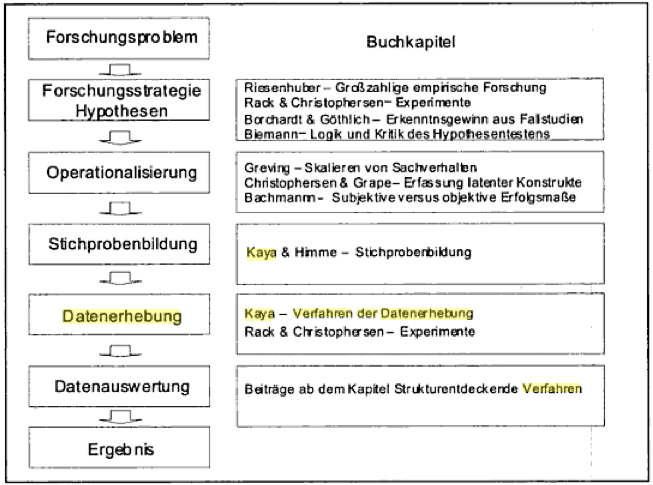 Forschungsproblem
Buchkapitel
Forschungsstrategie
Hypothesen
Riesenhuber – Großzahlige empirische Forschung
Rack & Christophersen– Experimente
Borchardt & Göthlich – Erkenntnsgewinn aus Fallstudien
Biemann– Logik und Kritik des Hypothesentestens
Operationalisierung
Greving – Skalieren von Sachverhalten
Christophersen & Grape– Erfassung latenter Konstrukte
Bachmann - Subjektive versus objektive Erfolgsmaße
Stichprobenbildung
Kaya & Himme – Stichprobenbildung
Datenerhebung
Kaya – Verfahren der Datenerhebung
Rack & Christophersen – Experimente
Datenauswertung
Beiträge ab dem Kapitel Strukturentdeckende Verfahren
Ergebnis